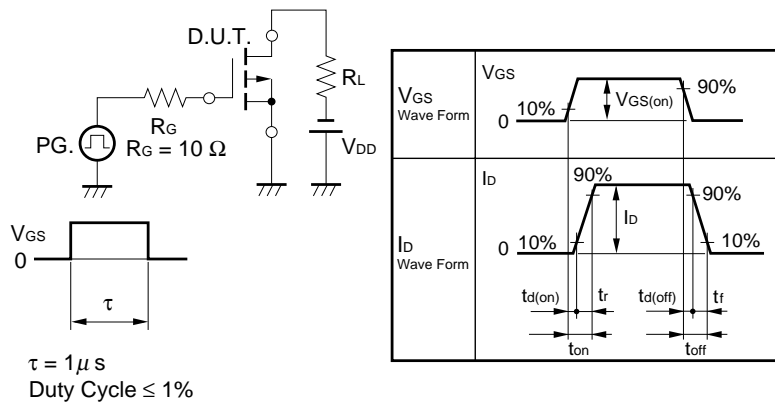 D.U.T.
RL
RG
RG = 10 Ω
PG.
VDD
VGS
0
τ
τ = 1μ s
Duty Cycle ≤ 1%
VGS
Wave Form
VGS
10%
0
VGS(on)
90%
ID
Wave Form
ID
90%
90%
ID
10%
0
10%
td(on)
tr
td(off)
tf
ton
toff